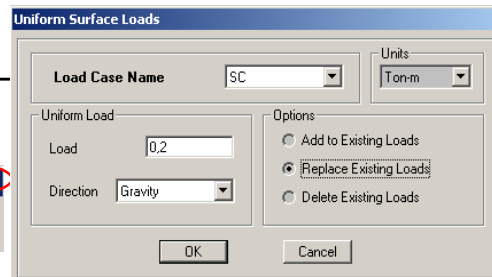 Uniform Surface Loads
Load Case Name SC
Units
Ton-m
Uniform Load
Load 0,2
Direction Gravity
Options
Add to Existing Loads
Replace Existing Loads
Delete Existing Loads
OK Cancel